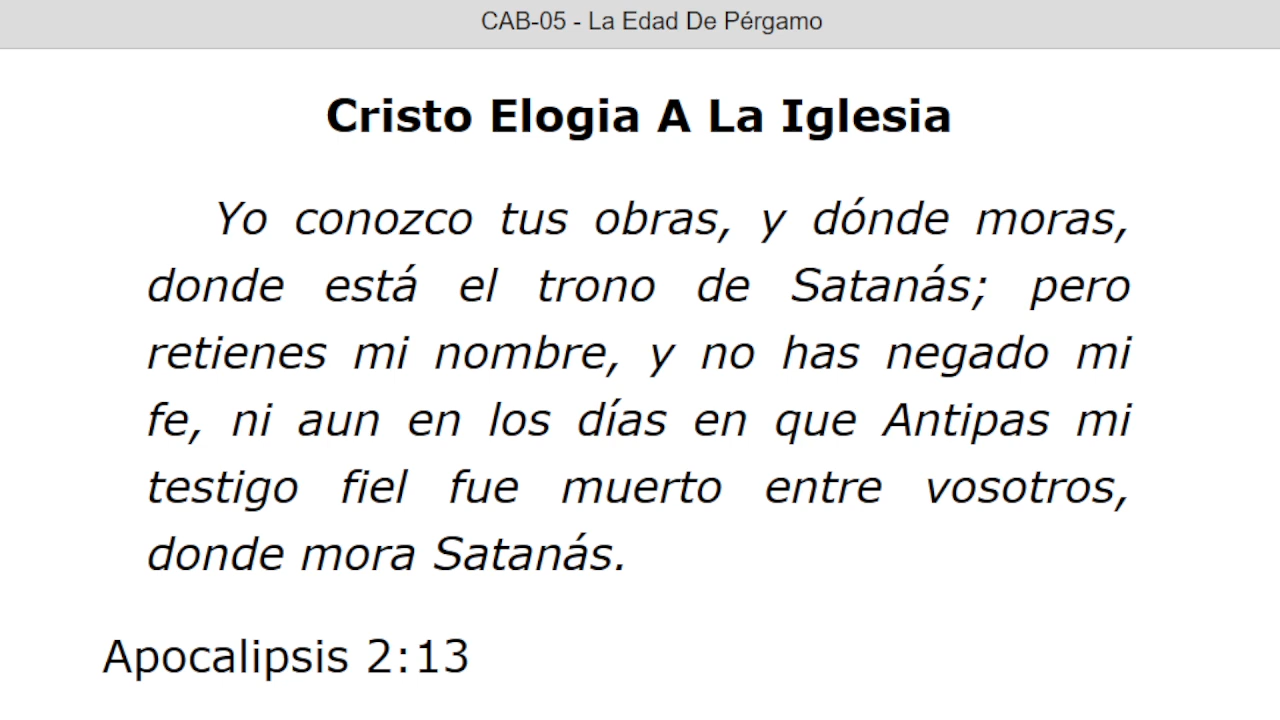 CAB-05 - La Edad De Pérgamo
Cristo Elogia A La Iglesia
Yo conozco tus obras, y dónde moras,
donde está el trono de Satanás; pero
retienes mi nombre, y no has negado mi
fe, ni aun en los días en que Antipas mi
testigo fiel fue muerto entre vosotros,
donde mora Satanás.
Apocalipsis 2:13